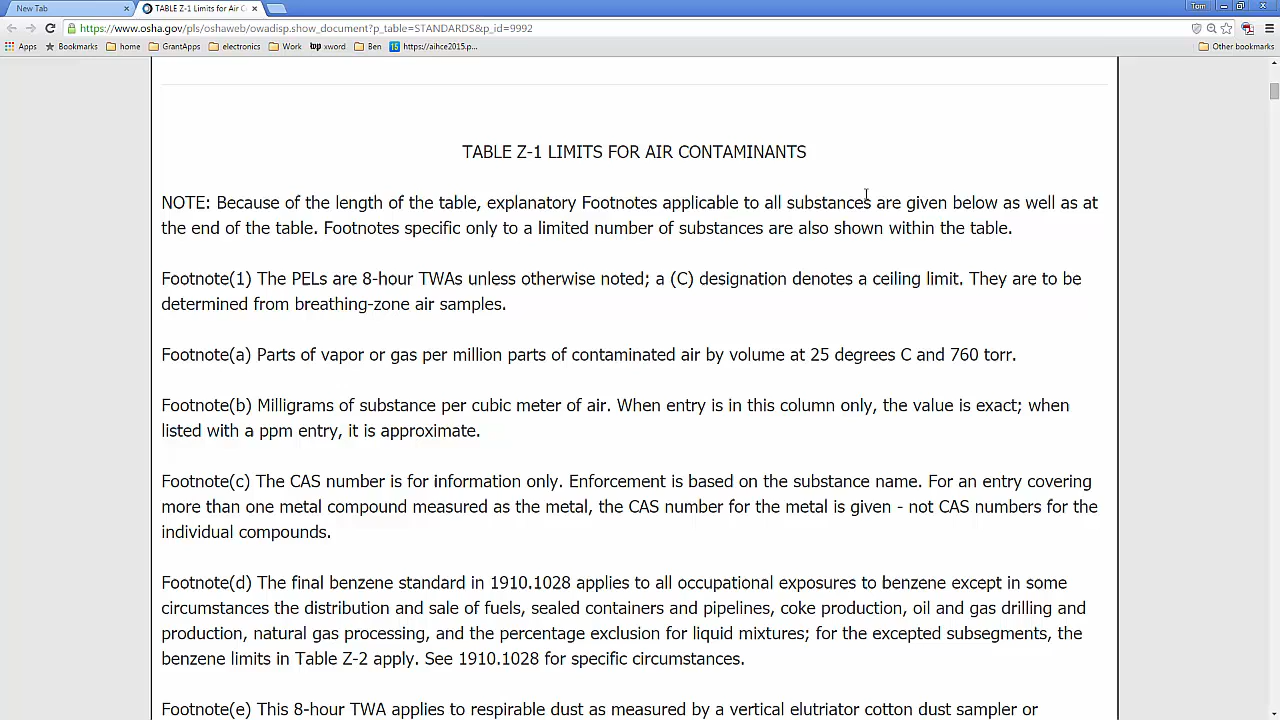 New Tab
TABLE Z-1 Limits for Air C
Tom
https://www.osha.gov/pls/oshaweb/owadisp.show_document?p_table=STANDARDS&p_id=9992
Apps Bookmarks home GrantApps electronics Work xword Ben 15 https://aihce2015.p... Other bookmarks
TABLE Z-1 LIMITS FOR AIR CONTAMINANTS
NOTE: Because of the length of the table, explanatory Footnotes applicable to all substances are given below as well as at
the end of the table. Footnotes specific only to a limited number of substances are also shown within the table.
Footnote(1) The PELs are 8-hour TWAs unless otherwise noted; a (C) designation denotes a ceiling limit. They are to be
determined from breathing-zone air samples.
Footnote(a) Parts of vapor or gas per million parts of contaminated air by volume at 25 degrees C and 760 torr.
Footnote(b) Milligrams of substance per cubic meter of air. When entry is in this column only, the value is exact; when
listed with a ppm entry, it is approximate.
Footnote(c) The CAS number is for information only. Enforcement is based on the substance name. For an entry covering
more than one metal compound measured as the metal, the CAS number for the metal is given - not CAS numbers for the
individual compounds.
Footnote(d) The final benzene standard in 1910.1028 applies to all occupational exposures to benzene except in some
circumstances the distribution and sale of fuels, sealed containers and pipelines, coke production, oil and gas drilling and
production, natural gas processing, and the percentage exclusion for liquid mixtures; for the excepted subsegments, the
benzene limits in Table Z-2 apply. See 1910.1028 for specific circumstances.
Footnote(e) This 8-hour TWA applies to respirable dust as measured by a vertical elutriator cotton dust sampler or